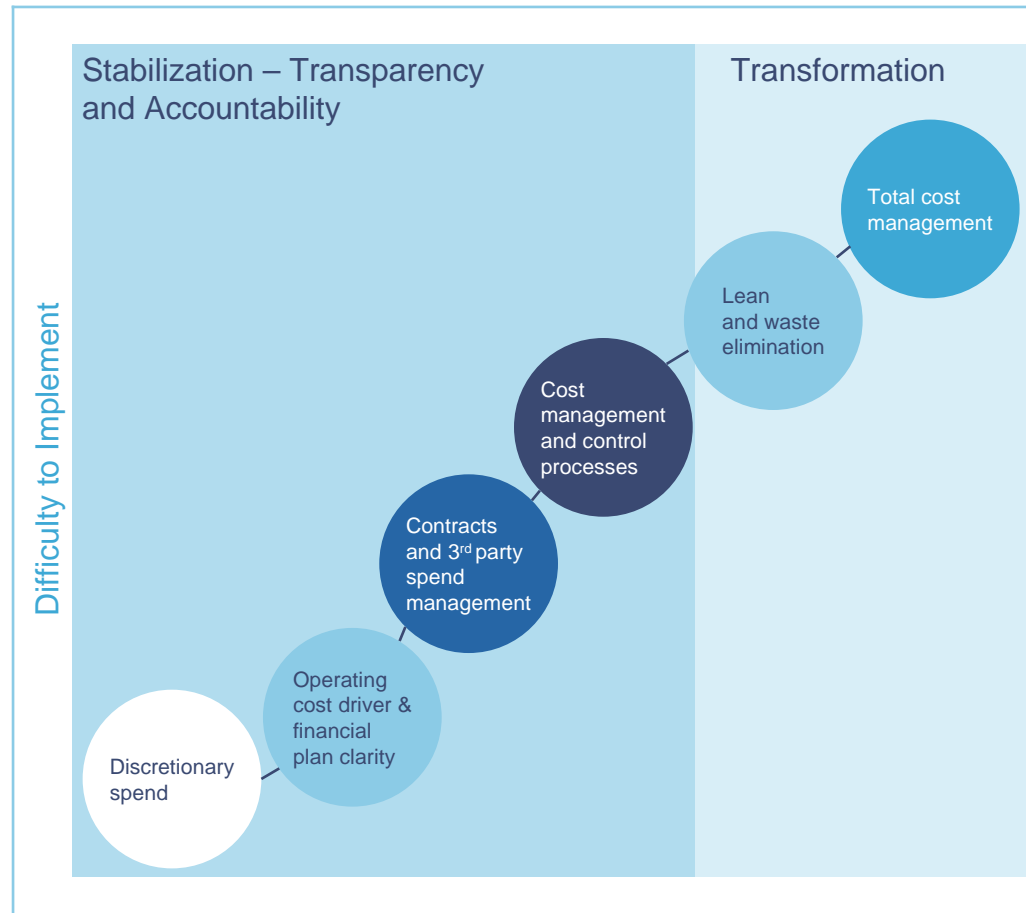 Stabilization – Transparency
and Accountability
Transformation
Total cost
management
Lean
and waste
elimination
Cost
management
and control
processes
Contracts
and 3rd party
spend
management
Operating
cost driver &
financial
plan clarity
Discretionary
spend
Difficulty to Implement